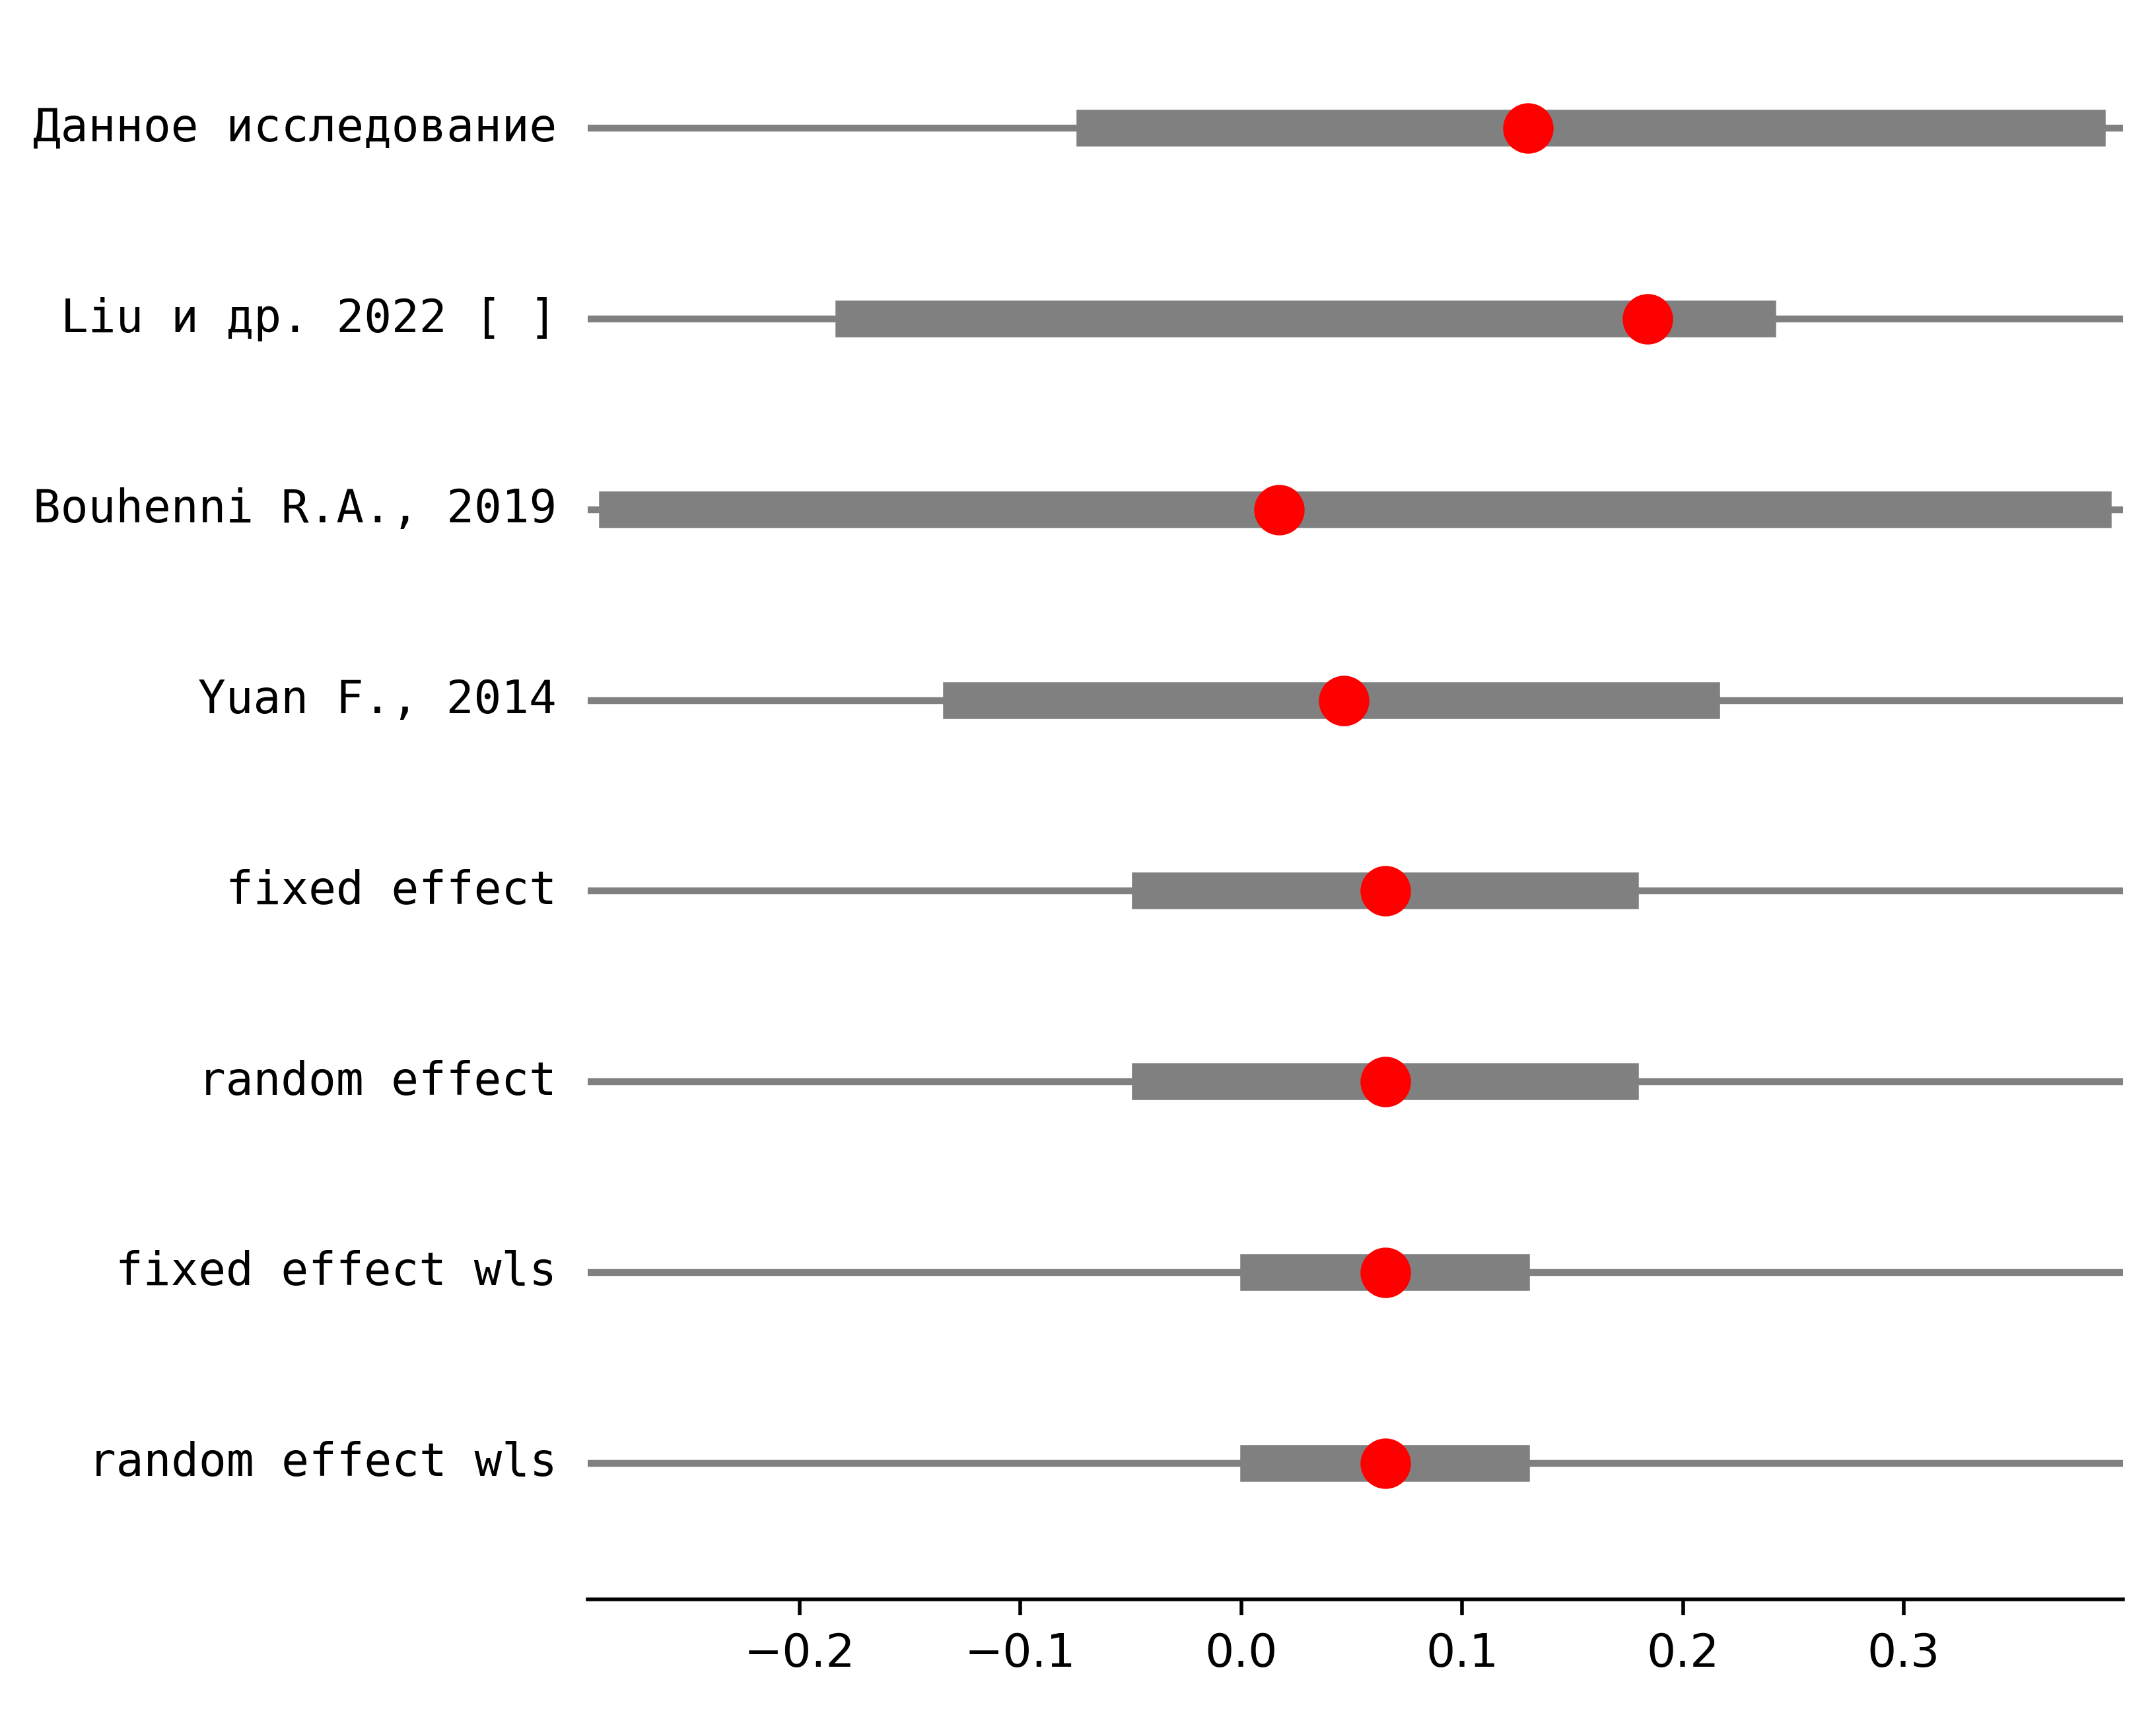 Данное исследование
Liu и др. 2022 [ ]
Bouhenni R.A., 2019
Yuan F., 2014
fixed effect
random effect
fixed effect wls
random effect wls
−0.2 −0.1 0.0 0.1 0.2 0.3